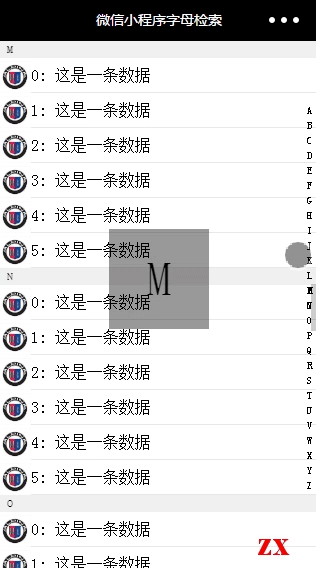 微信小程序字母检索
M
0: 这是一条数据
1: 这是一条数据
2: 这是一条数据
3: 这是一条数据
4: 这是一条数据
5: 这是一条数据
M
N
0: 这是一条数据
1: 这是一条数据
2: 这是一条数据
3: 这是一条数据
4: 这是一条数据
5: 这是一条数据
O
0: 这是一条数据
1: 这是一条数据
A
B
C
D
E
F
G
H
I
J
K
L
M
N
O
P
Q
R
S
T
U
V
W
X
Y
Z
ZX